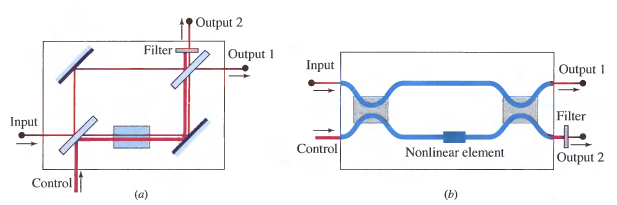 Output 2
Filter
Output 1
Input
Control
(a)
Input
Output 1
Filter
Control
Nonlinear element
Output 2
(b)